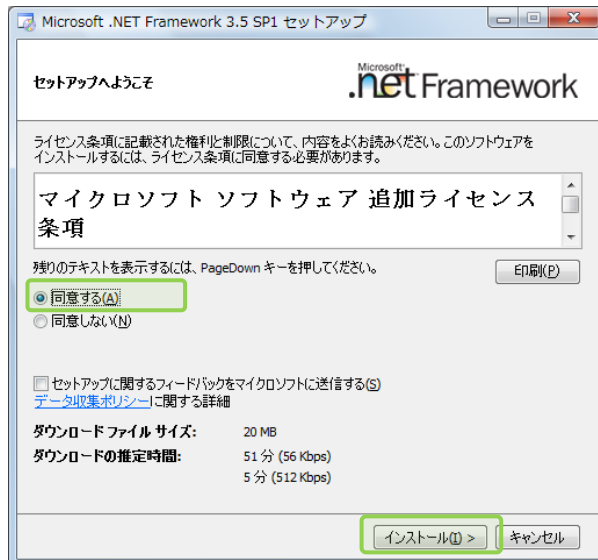 Microsoft .NET Framework 3.5 SP1 セットアップ
セットアップへようこそ
Microsoft
.net Framework
ライセンス条項に記載された権利と制限について、内容をよくお読みください。このソフトウェアを
インストールするには、ライセンス条項に同意する必要があります。
マイクロソフト ソフトウェア 追加ライセンス
条項
残りのテキストを表示するには、PageDown キーを押してください。
印刷(P)
同意する(A)
同意しない(N)
セットアップに関するフィードバックをマイクロソフトに送信する(S)
データ収集ポリシーに関する詳細
ダウンロード ファイル サイズ: 20 MB
ダウンロードの推定時間: 51 分 (56 Kbps)
5 分 (512 Kbps)
インストール(I) > キャンセル